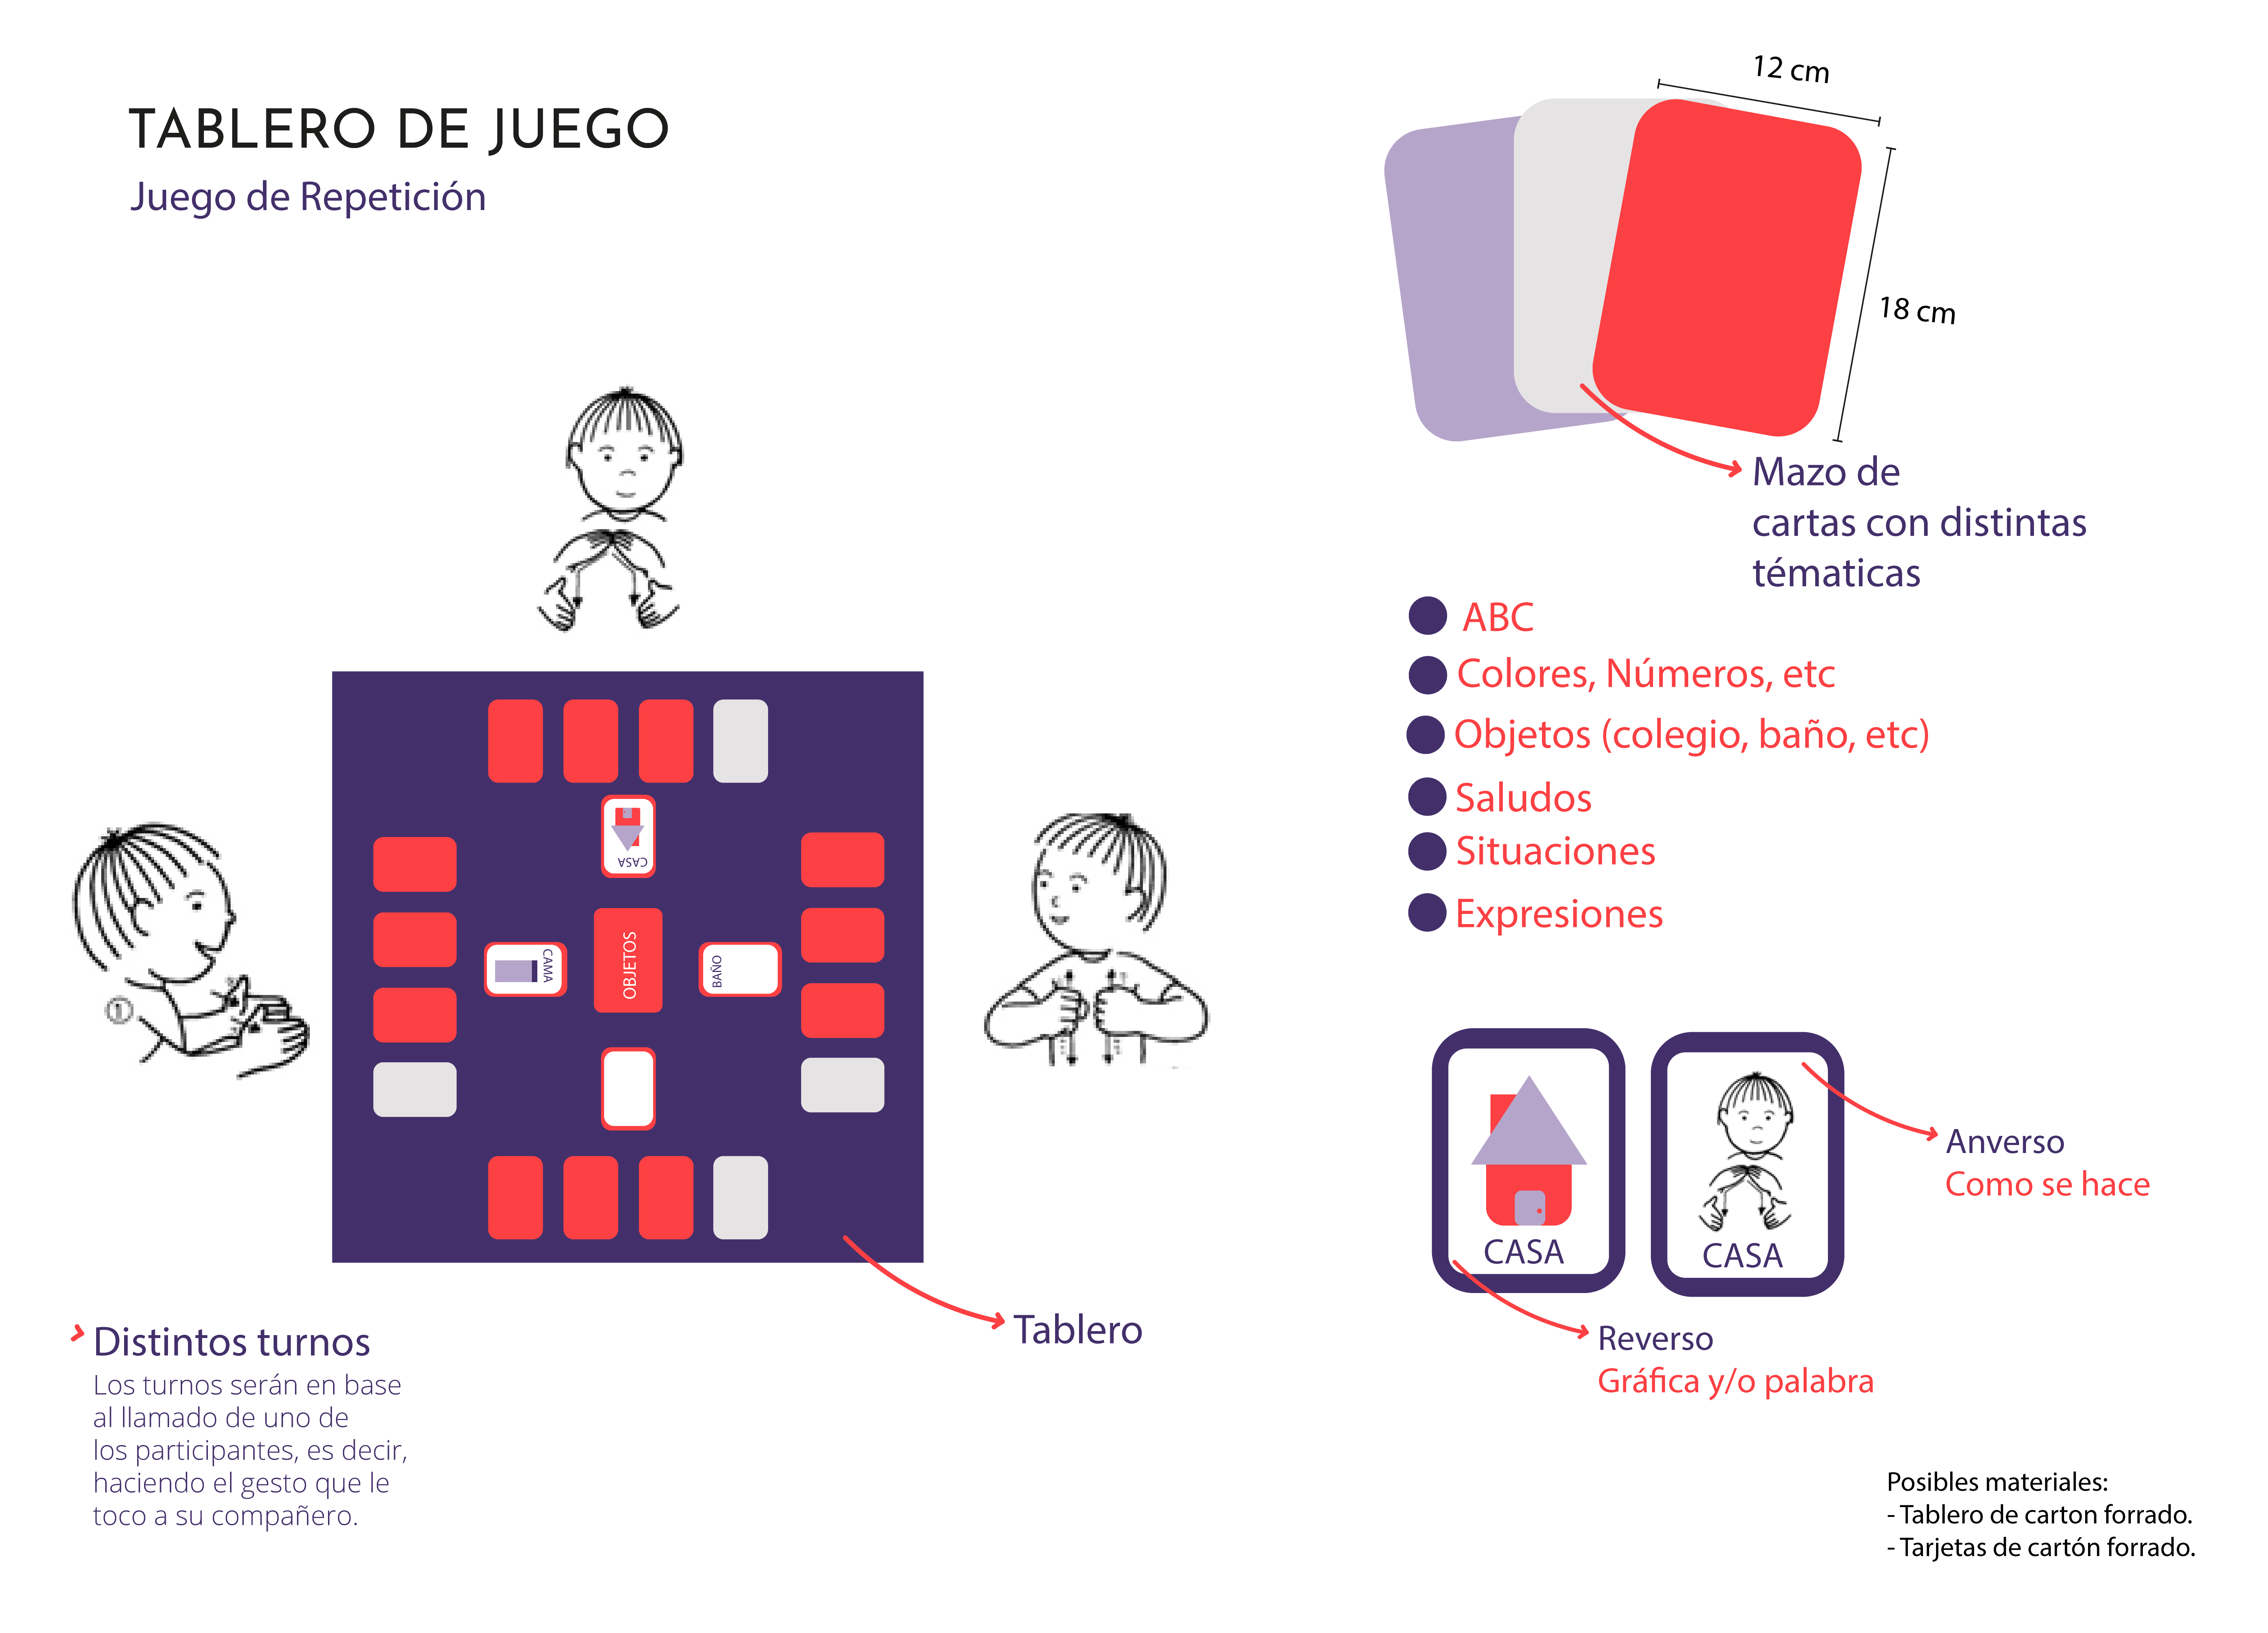 TABLERO DE JUEGO
Juego de Repetición
12 cm
18 cm
Mazo de
cartas con distintas
tématicas
ABC
Colores, Números, etc
Objetos (colegio, baño, etc)
Saludos
Situaciones
Expresiones
CASA
CAMA
OBJETOS
BAÑO
1
Tablero
Distintos turnos
Los turnos serán en base
al llamado de uno de
los participantes, es decir,
haciendo el gesto que le
toco a su compañero.
CASA
CASA
Anverso
Como se hace
Reverso
Gráfica y/o palabra
Posibles materiales:
- Tablero de carton forrado.
- Tarjetas de cartón forrado.